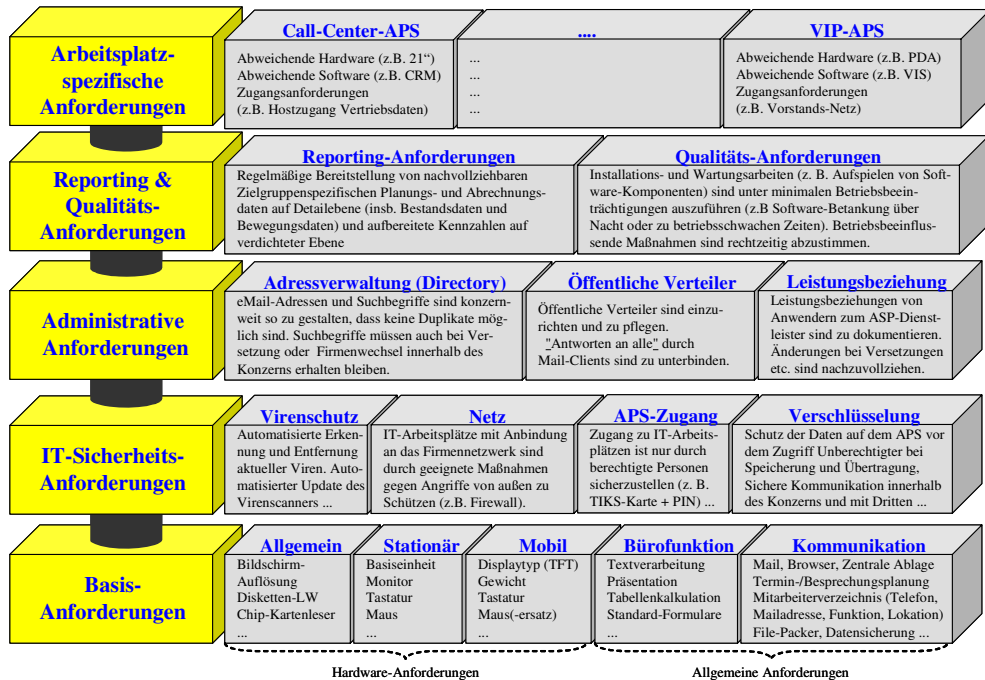 Arbeitsplatz-
spezifische
Anforderungen
Call-Center-APS
Abweichende Hardware (z.B. 21“)
Abweichende Software (z.B. CRM)
Zugangsanforderungen
(z.B. Hostzugang Vertriebsdaten)
....
...
...
...
...
VIP-APS
Abweichende Hardware (z.B. PDA)
Abweichende Software (z.B. VIS)
Zugangsanforderungen
(z.B. Vorstands-Netz)
Reporting &
Qualitäts-
Anforderungen
Reporting-Anforderungen
Regelmäßige Bereitstellung von nachvollziehbaren
Zielgruppenspezifischen Planungs- und Abrechnungs-
daten auf Detailebene (insb. Bestandsdaten und
Bewegungsdaten) und aufbereitete Kennzahlen auf
verdichteter Ebene
Qualitäts-Anforderungen
Installations- und Wartungsarbeiten (z. B. Aufspielen von Soft-
ware-Komponenten) sind unter minimalen Betriebsbeein-
trächtigungen auszuführen (z.B Software-Betankung über
Nacht oder zu betriebsschwachen Zeiten). Betriebsbeeinflus-
sende Maßnahmen sind rechtzeitig abzustimmen.
Administrative
Anforderungen
Adressverwaltung (Directory)
eMail-Adressen und Suchbegriffe sind konzern-
weit so zu gestalten, dass keine Duplikate mög-
lich sind. Suchbegriffe müssen auch bei Ver-
setzung oder Firmenwechsel innerhalb des
Konzerns erhalten bleiben.
Öffentliche Verteiler
Öffentliche Verteiler sind einzu-
richten und zu pflegen.
"Antworten an alle" durch
Mail-Clients sind zu unterbinden.
Leistungsbeziehung
Leistungsbeziehungen von
Anwendern zum ASP-Dienst-
leister sind zu dokumentieren.
Änderungen bei Versetzungen
etc. sind nachzuvollziehen.
IT-Sicherheits-
Anforderungen
Virenschutz
Automatisierte Erken-
nung und Entfernung
aktueller Viren. Auto-
matisierter Update des
Virenscanners ...
Netz
IT-Arbeitsplätze mit Anbindung
an das Firmennetzwerk sind
durch geeignete Maßnahmen
gegen Angriffe von außen zu
Schützen (z.B. Firewall).
APS-Zugang
Zugang zu IT-Arbeits-
plätzen ist nur durch
berechtigte Personen
sicherzustellen (z. B.
TIKS-Karte + PIN) ...
Verschlüsselung
Schutz der Daten auf dem APS vor
dem Zugriff Unberechtigter bei
Speicherung und Übertragung,
Sichere Kommunikation innerhalb
des Konzerns und mit Dritten ...
Basis-
Anforderungen
Allgemein
Bildschirm-
Auflösung
Disketten-LW
Chip-Kartenleser
...
Stationär
Basiseinheit
Monitor
Tastatur
Maus
...
Mobil
Displaytyp (TFT)
Gewicht
Tastatur
Maus(-ersatz)
...
Bürofunktion
Textverarbeitung
Präsentation
Tabellenkalkulation
Standard-Formulare
...
Kommunikation
Mail, Browser, Zentrale Ablage
Termin-/Besprechungsplanung
Mitarbeiterverzeichnis (Telefon,
Mailadresse, Funktion, Lokation)
File-Packer, Datensicherung ...
Hardware-Anforderungen
Allgemeine Anforderungen